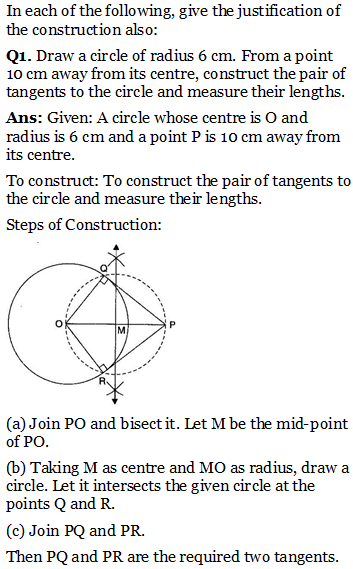 In each of the following, give the justification of
the construction also:
Q1. Draw a circle of radius 6 cm. From a point
10 cm away from its centre, construct the pair of
tangents to the circle and measure their lengths.
Ans: Given: A circle whose centre is O and
radius is 6 cm and a point P is 10 cm away from
its centre.
To construct: To construct the pair of tangents to
the circle and measure their lengths.
Steps of Construction:
Q
O
M
P
R
(a) Join PO and bisect it. Let M be the mid-point
of PO.
(b) Taking M as centre and MO as radius, draw a
circle. Let it intersects the given circle at the
points Q and R.
(c) Join PQ and PR.
Then PQ and PR are the required two tangents.